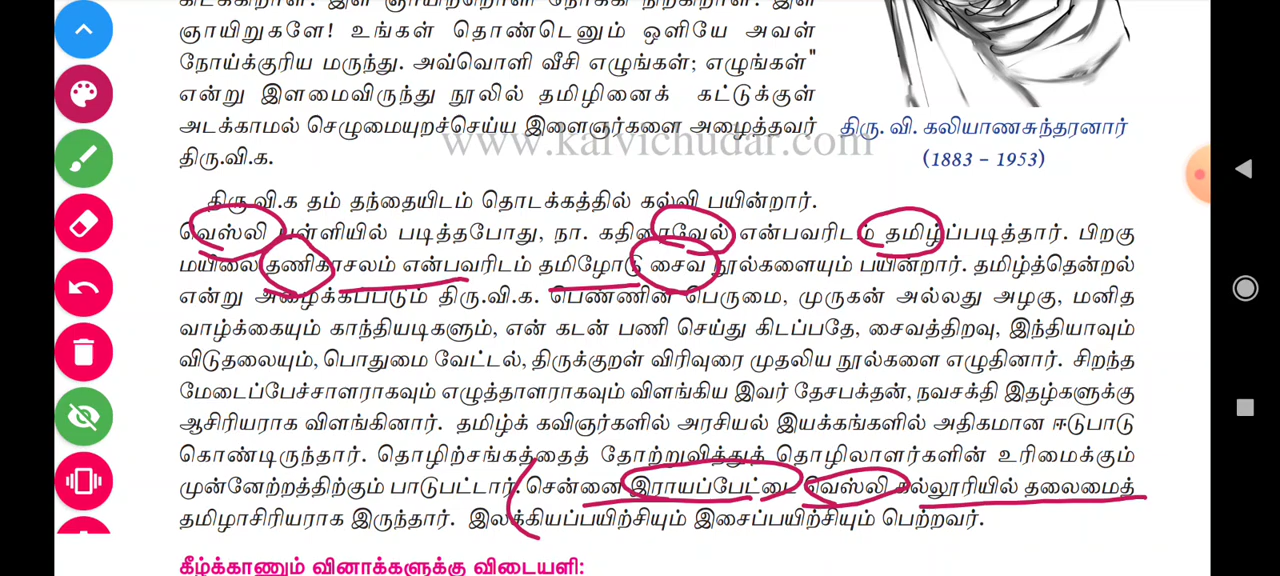 கிடக்கிறாள். இள ஞாயிற்றொளி நோக்கி நிற்கிறாள். இள
ஞாயிறுகளே! உங்கள் தொண்டெனும் ஒளியே அவள்
நோய்க்குரிய மருந்து. அவ்வொளி வீசி எழுங்கள்; எழுங்கள்"
என்று இளமைவிருந்து நூலில் தமிழினைக் கட்டுக்குள்
அடக்காமல் செழுமையுறச்செய்ய இளைஞர்களை அழைத்தவர்
திரு.வி.க.
www.kalvichudar.com
திரு. வி. கலியாணசுந்தரனார்
(1883 – 1953)
திரு.வி.க தம் தந்தையிடம் தொடக்கத்தில் கல்வி பயின்றார்.
வெஸ்லி பள்ளியில் படித்தபோது, நா. கதிரைவேல் என்பவரிடம் தமிழ்ப்படித்தார். பிறகு
மயிலை தணிகாசலம் என்பவரிடம் தமிழோடு சைவ நூல்களையும் பயின்றார். தமிழ்த்தென்றல்
என்று அழைக்கப்படும் திரு.வி.க. பெண்ணின் பெருமை, முருகன் அல்லது அழகு, மனித
வாழ்க்கையும் காந்தியடிகளும், என் கடன் பணி செய்து கிடப்பதே, சைவத்திறவு, இந்தியாவும்
விடுதலையும், பொதுமை வேட்டல், திருக்குறள் விரிவுரை முதலிய நூல்களை எழுதினார். சிறந்த
மேடைப்பேச்சாளராகவும் எழுத்தாளராகவும் விளங்கிய இவர் தேசபக்தன், நவசக்தி இதழ்களுக்கு
ஆசிரியராக விளங்கினார். தமிழ்க் கவிஞர்களில் அரசியல் இயக்கங்களில் அதிகமான ஈடுபாடு
கொண்டிருந்தார். தொழிற்சங்கத்தைத் தோற்றுவித்துத் தொழிலாளர்களின் உரிமைக்கும்
முன்னேற்றத்திற்கும் பாடுபட்டார். சென்னை இராயப்பேட்டை வெஸ்லி கல்லூரியில் தலைமைத்
தமிழாசிரியராக இருந்தார். இலக்கியப்பயிற்சியும் இசைப்பயிற்சியும் பெற்றவர்.
கீழ்க்காணும் வினாக்களுக்கு விடையளி: